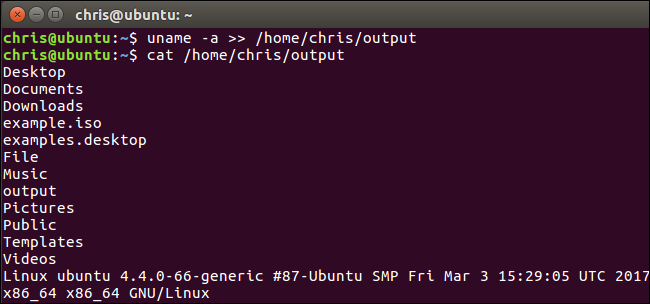 chris@ubuntu: ~
chris@ubuntu:~$ uname -a >> /home/chris/output
chris@ubuntu:~$ cat /home/chris/output
Desktop
Documents
Downloads
example.iso
examples.desktop
File
Music
output
Pictures
Public
Templates
Videos
Linux ubuntu 4.4.0-66-generic #87-Ubuntu SMP Fri Mar 3 15:29:05 UTC 2017
x86_64 x86_64 GNU/Linux